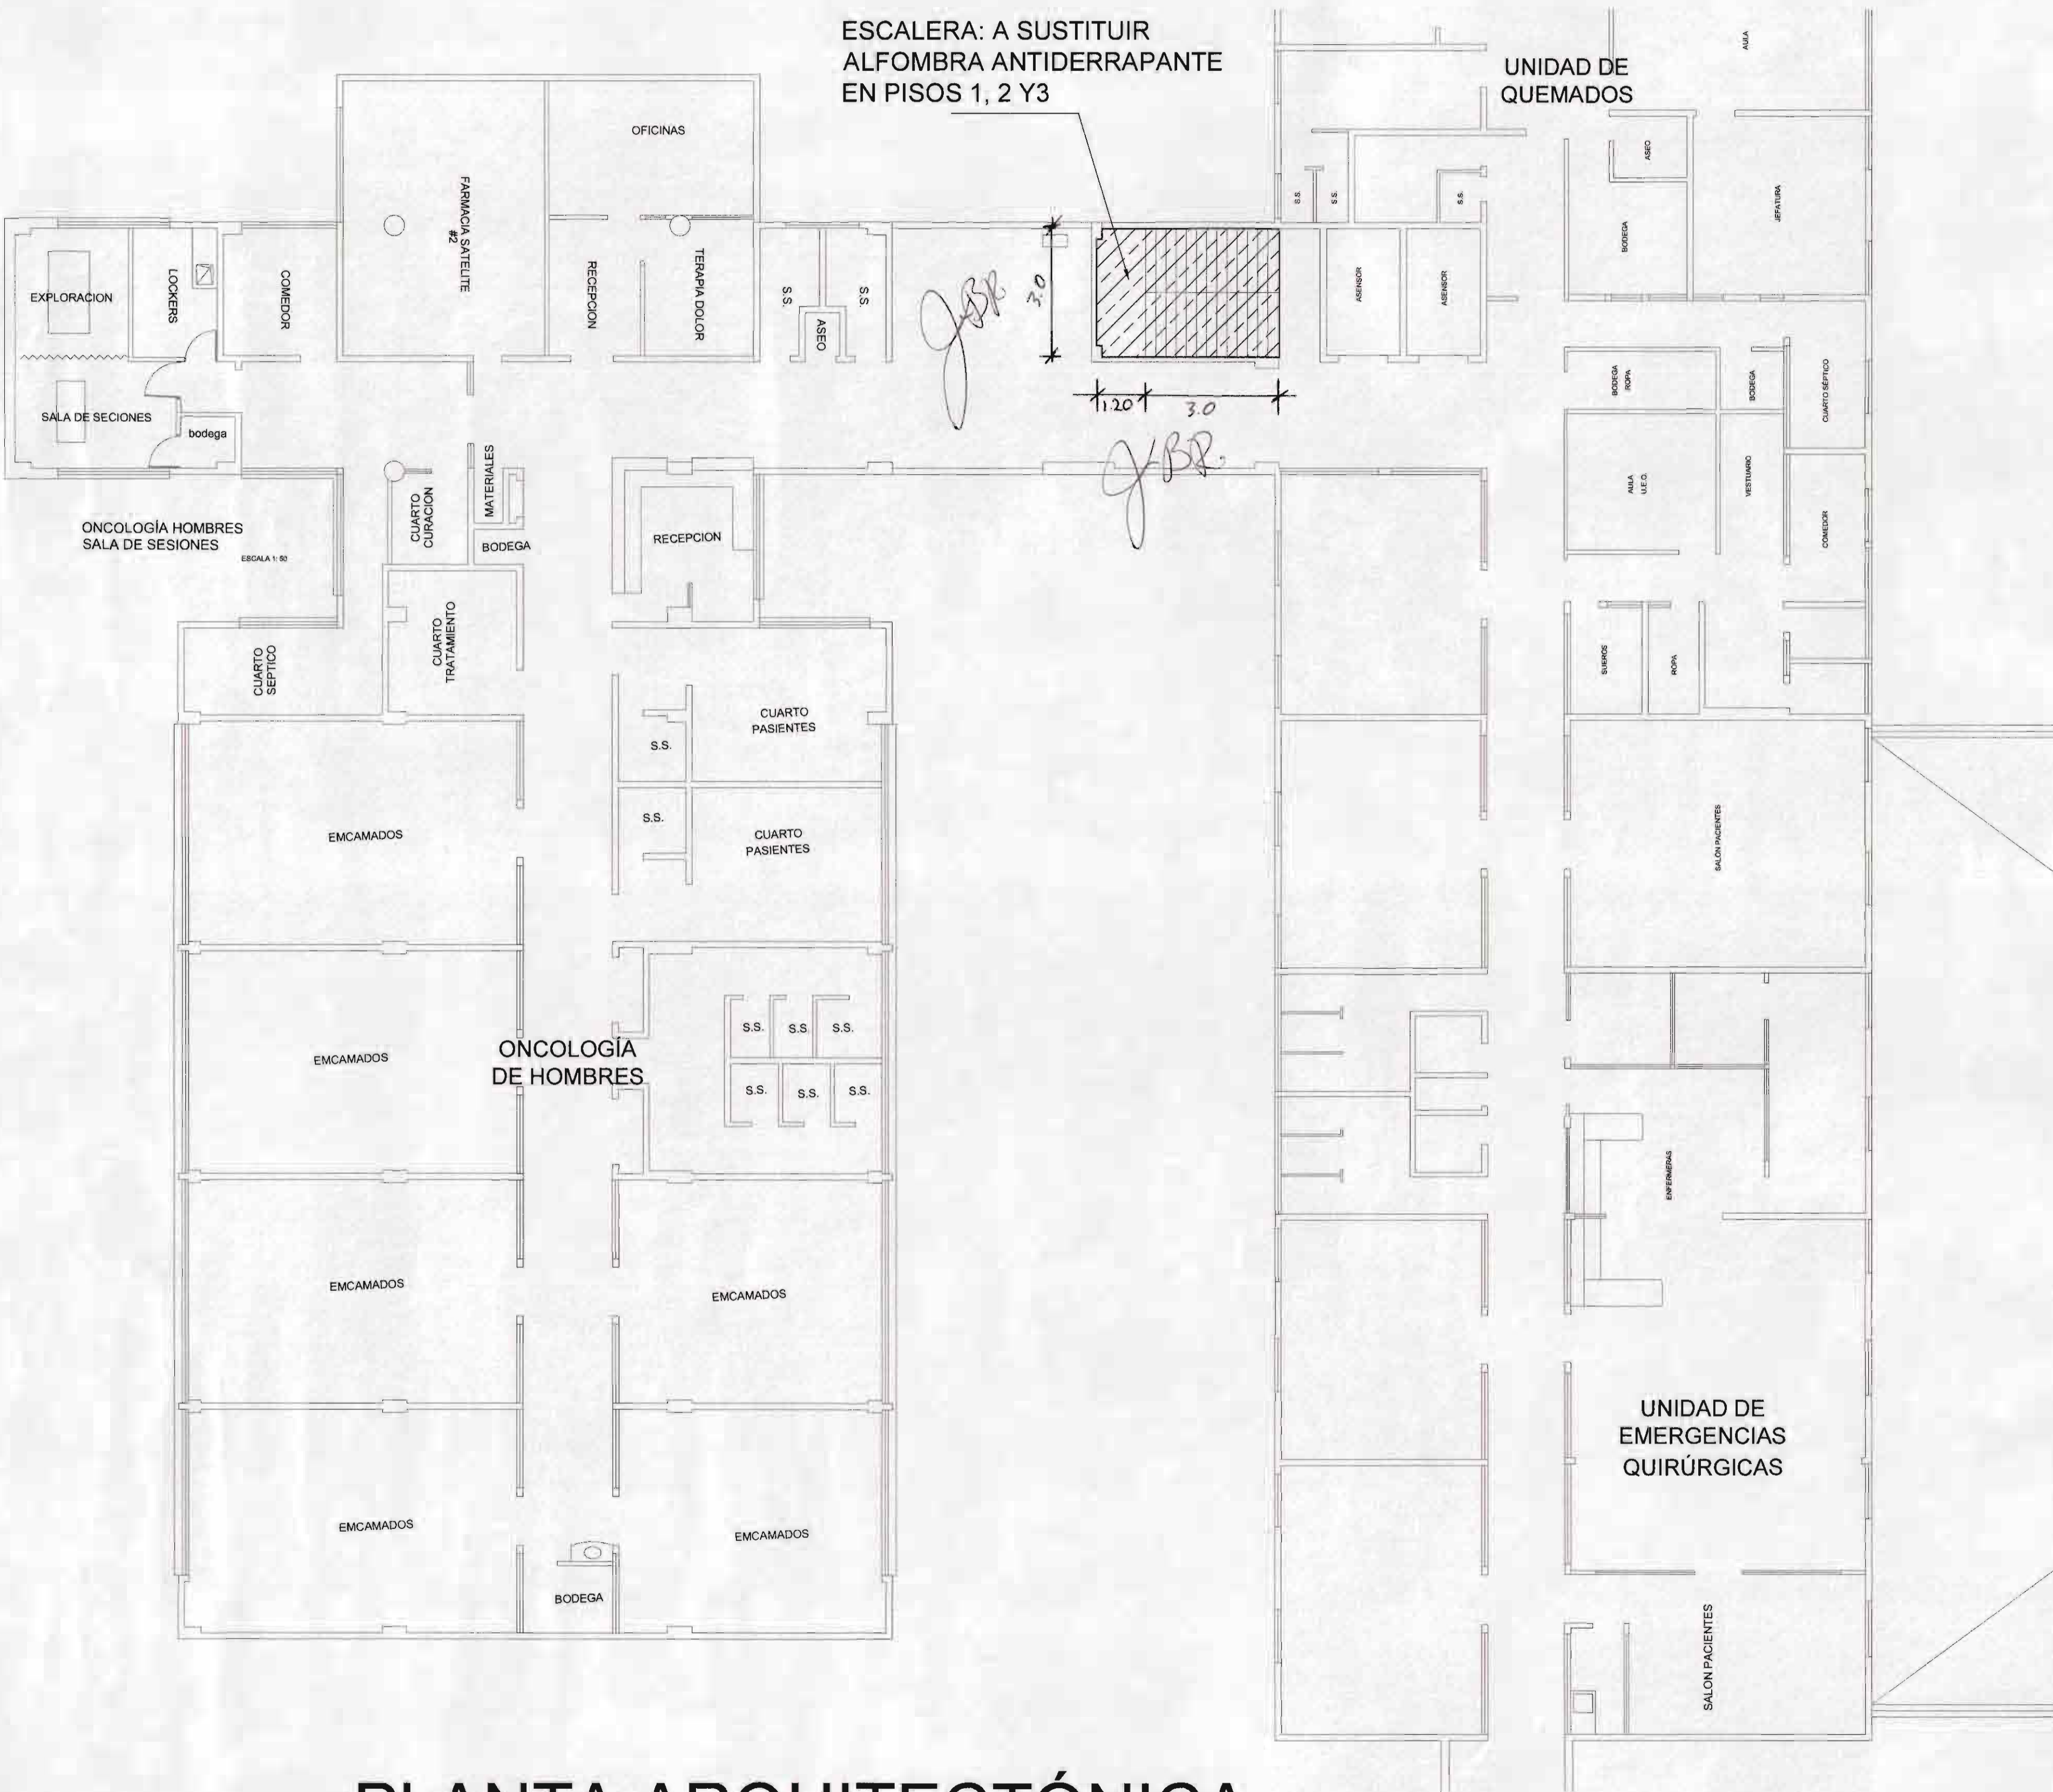 ESCALERA: A SUSTITUIR
ALFOMBRA ANTIDERRAPANTE
EN PISOS 1, 2 Y3
UNIDAD DE
QUEMADOS
AULA
OFICINAS
FARMACIA SATELITE
#2
RECEPCION
TERAPIA DOLOR
S.S.
S.S.
ASEO
EXPLORACION
LOCKERS
COMEDOR
SALA DE SECIONES
bodega
3.0
1.20
3.0
S.S.
S.S.
S.S.
ASEO
BODEGA
JEFATURA
ASENSOR
ASENSOR
BODEGA
ROPA
BODEGA
CUARTO SÉPTICO
AULA
U.E.Q.
VESTUARIO
COMEDOR
SUEROS
ROPA
ONCOLOGÍA HOMBRES
SALA DE SESIONES
ESCALA 1: 50
CUARTO
CURACION
MATERIALES
BODEGA
RECEPCION
CUARTO
TRATAMIENTO
CUARTO
SEPTICO
CUARTO
PASIENTES
S.S.
S.S.
CUARTO
PASIENTES
EMCAMADOS
SALÓN PACIENTES
EMCAMADOS
ONCOLOGÍA
DE HOMBRES
S.S.
S.S.
S.S.
S.S.
S.S.
S.S.
ENFERMERAS
EMCAMADOS
EMCAMADOS
UNIDAD DE
EMERGENCIAS
QUIRÚRGICAS
EMCAMADOS
EMCAMADOS
BODEGA
SALON PACIENTES
PLANTA ARQUITECTÓNICA